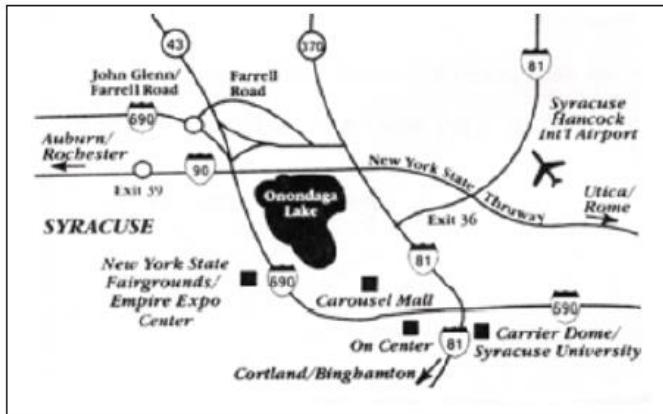 43
370
81
John Glenn/
Farrell Road
Farrell
Road
690
Syracuse
Hancock
Int'l Airport
Auburn/
Rochester
90
Exit 39
New York State Thruway
Utica/
Rome
Onondaga
Lake
Exit 36
SYRACUSE
New York State
Fairgrounds/
Empire Expo
Center
690
81
Carousel Mall
690
On Center
81
Carrier Dome/
Syracuse University
Cortland/Binghamton